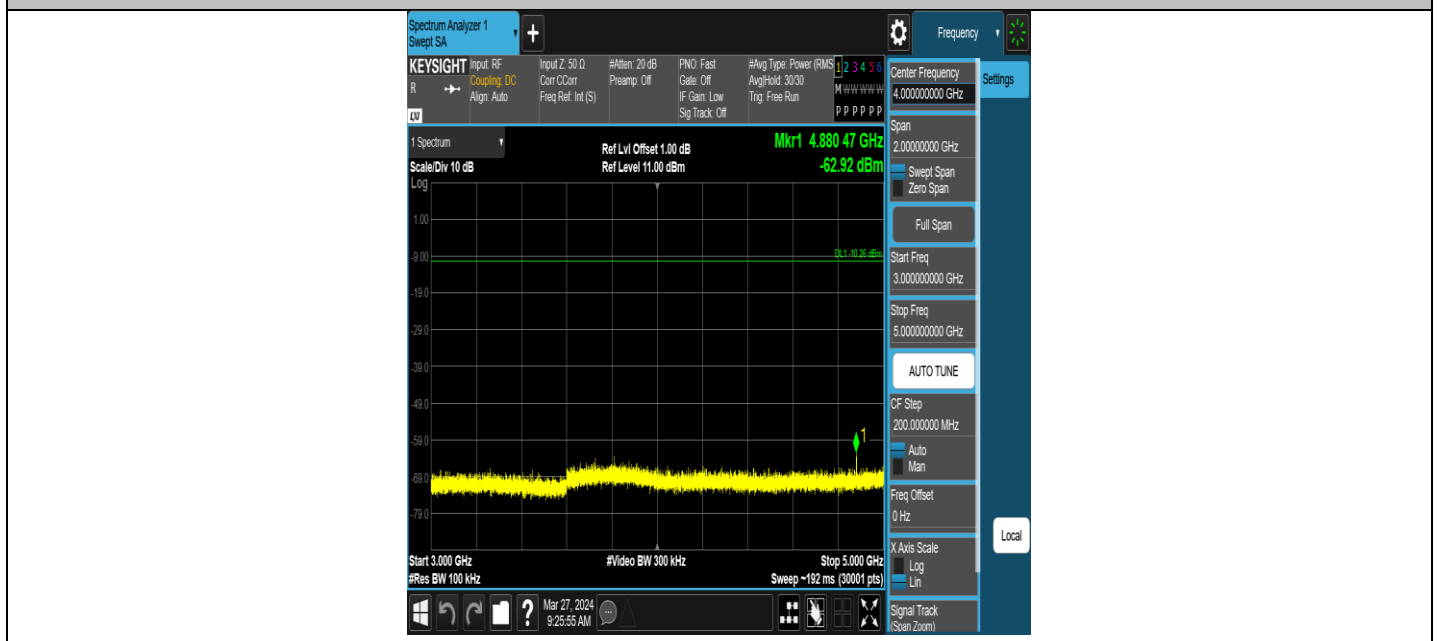 Spectrum Analyzer 1
Swept SA
+
Frequency
KEYSIGHT
R
LXI
Input: RF
Coupling: DC
Align: Auto
Input Z: 50 Ω
Corr CCorr
Freq Ref: Int (S)
#Atten: 20 dB
Preamp: Off
PNO: Fast
Gate: Off
IF Gain: Low
Sig Track: Off
#Avg Type: Power (RMS
Avg|Hold: 30/30
Trig: Free Run
1 2 3 4 5 6
M W W W W W
P P P P P P
1 Spectrum
Scale/Div 10 dB
Log
Ref Lvl Offset 1.00 dB
Ref Level 11.00 dBm
Mkr1 4.880 47 GHz
-62.92 dBm
1.00
-9.00
DL1 -10.26 dBm
-19.0
-29.0
-39.0
-49.0
-59.0
1
-69.0
-79.0
Start 3.000 GHz
#Res BW 100 kHz
#Video BW 300 kHz
Stop 5.000 GHz
Sweep ~192 ms (30001 pts)
?
Mar 27, 2024
9:25:55 AM
Center Frequency
4.000000000 GHz
Span
2.00000000 GHz
Swept Span
Zero Span
Full Span
Start Freq
3.000000000 GHz
Stop Freq
5.000000000 GHz
AUTO TUNE
CF Step
200.000000 MHz
Auto
Man
Freq Offset
0 Hz
X Axis Scale
Log
Lin
Signal Track
(Span Zoom)
Settings
Local